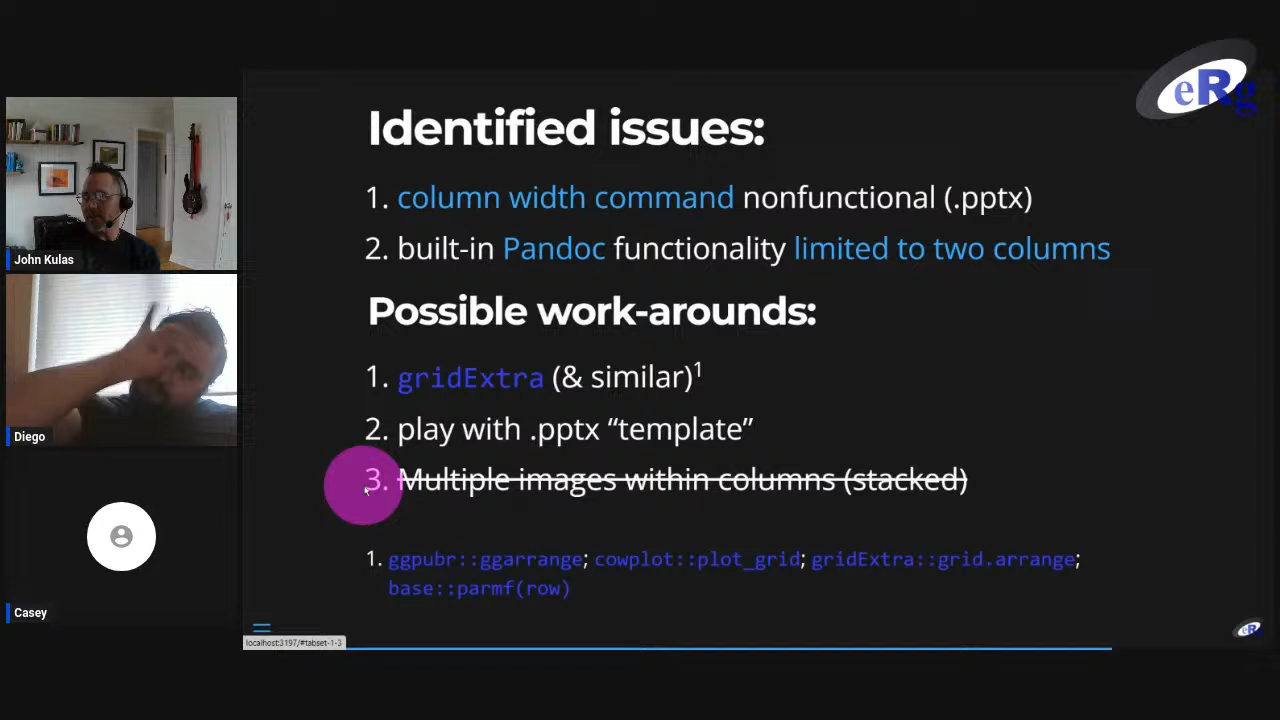 eRg
Identified issues:
1. column width command nonfunctional (.pptx)
2. built-in Pandoc functionality limited to two columns
Possible work-arounds:
1. gridExtra (& similar)1
2. play with .pptx “template”
3. Multiple images within columns (stacked)
1. ggpubr::ggarrange; cowplot::plot_grid; gridExtra::grid.arrange;
base::parmf(row)
John Kulas
Diego
Casey
localhost:3197/#tabset-1-3
eRg